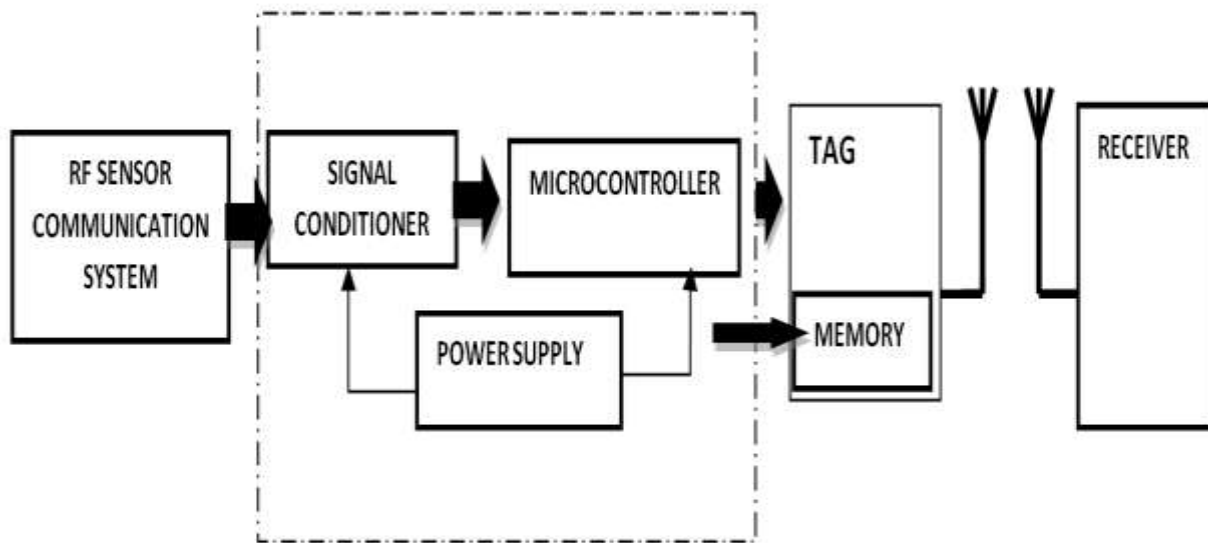 RF SENSOR
COMMUNICATION
SYSTEM
SIGNAL
CONDITIONER
MICROCONTROLLER
POWER SUPPLY
TAG
MEMORY
RECEIVER